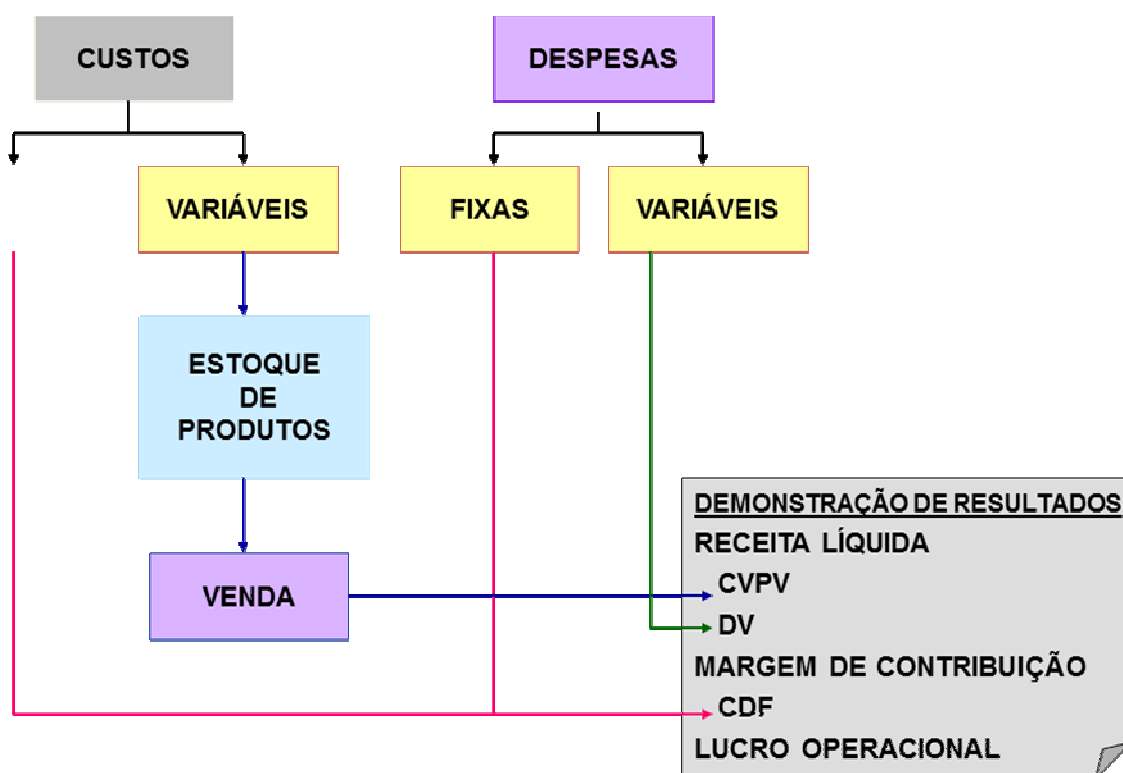 CUSTOS
DESPESAS
VARIÁVEIS
FIXAS
VARIÁVEIS
ESTOQUE
DE
PRODUTOS
VENDA
DEMONSTRAÇÃO DE RESULTADOS
RECEITA LÍQUIDA
CVPV
DV
MARGEM DE CONTRIBUIÇÃO
CDF
LUCRO OPERACIONAL